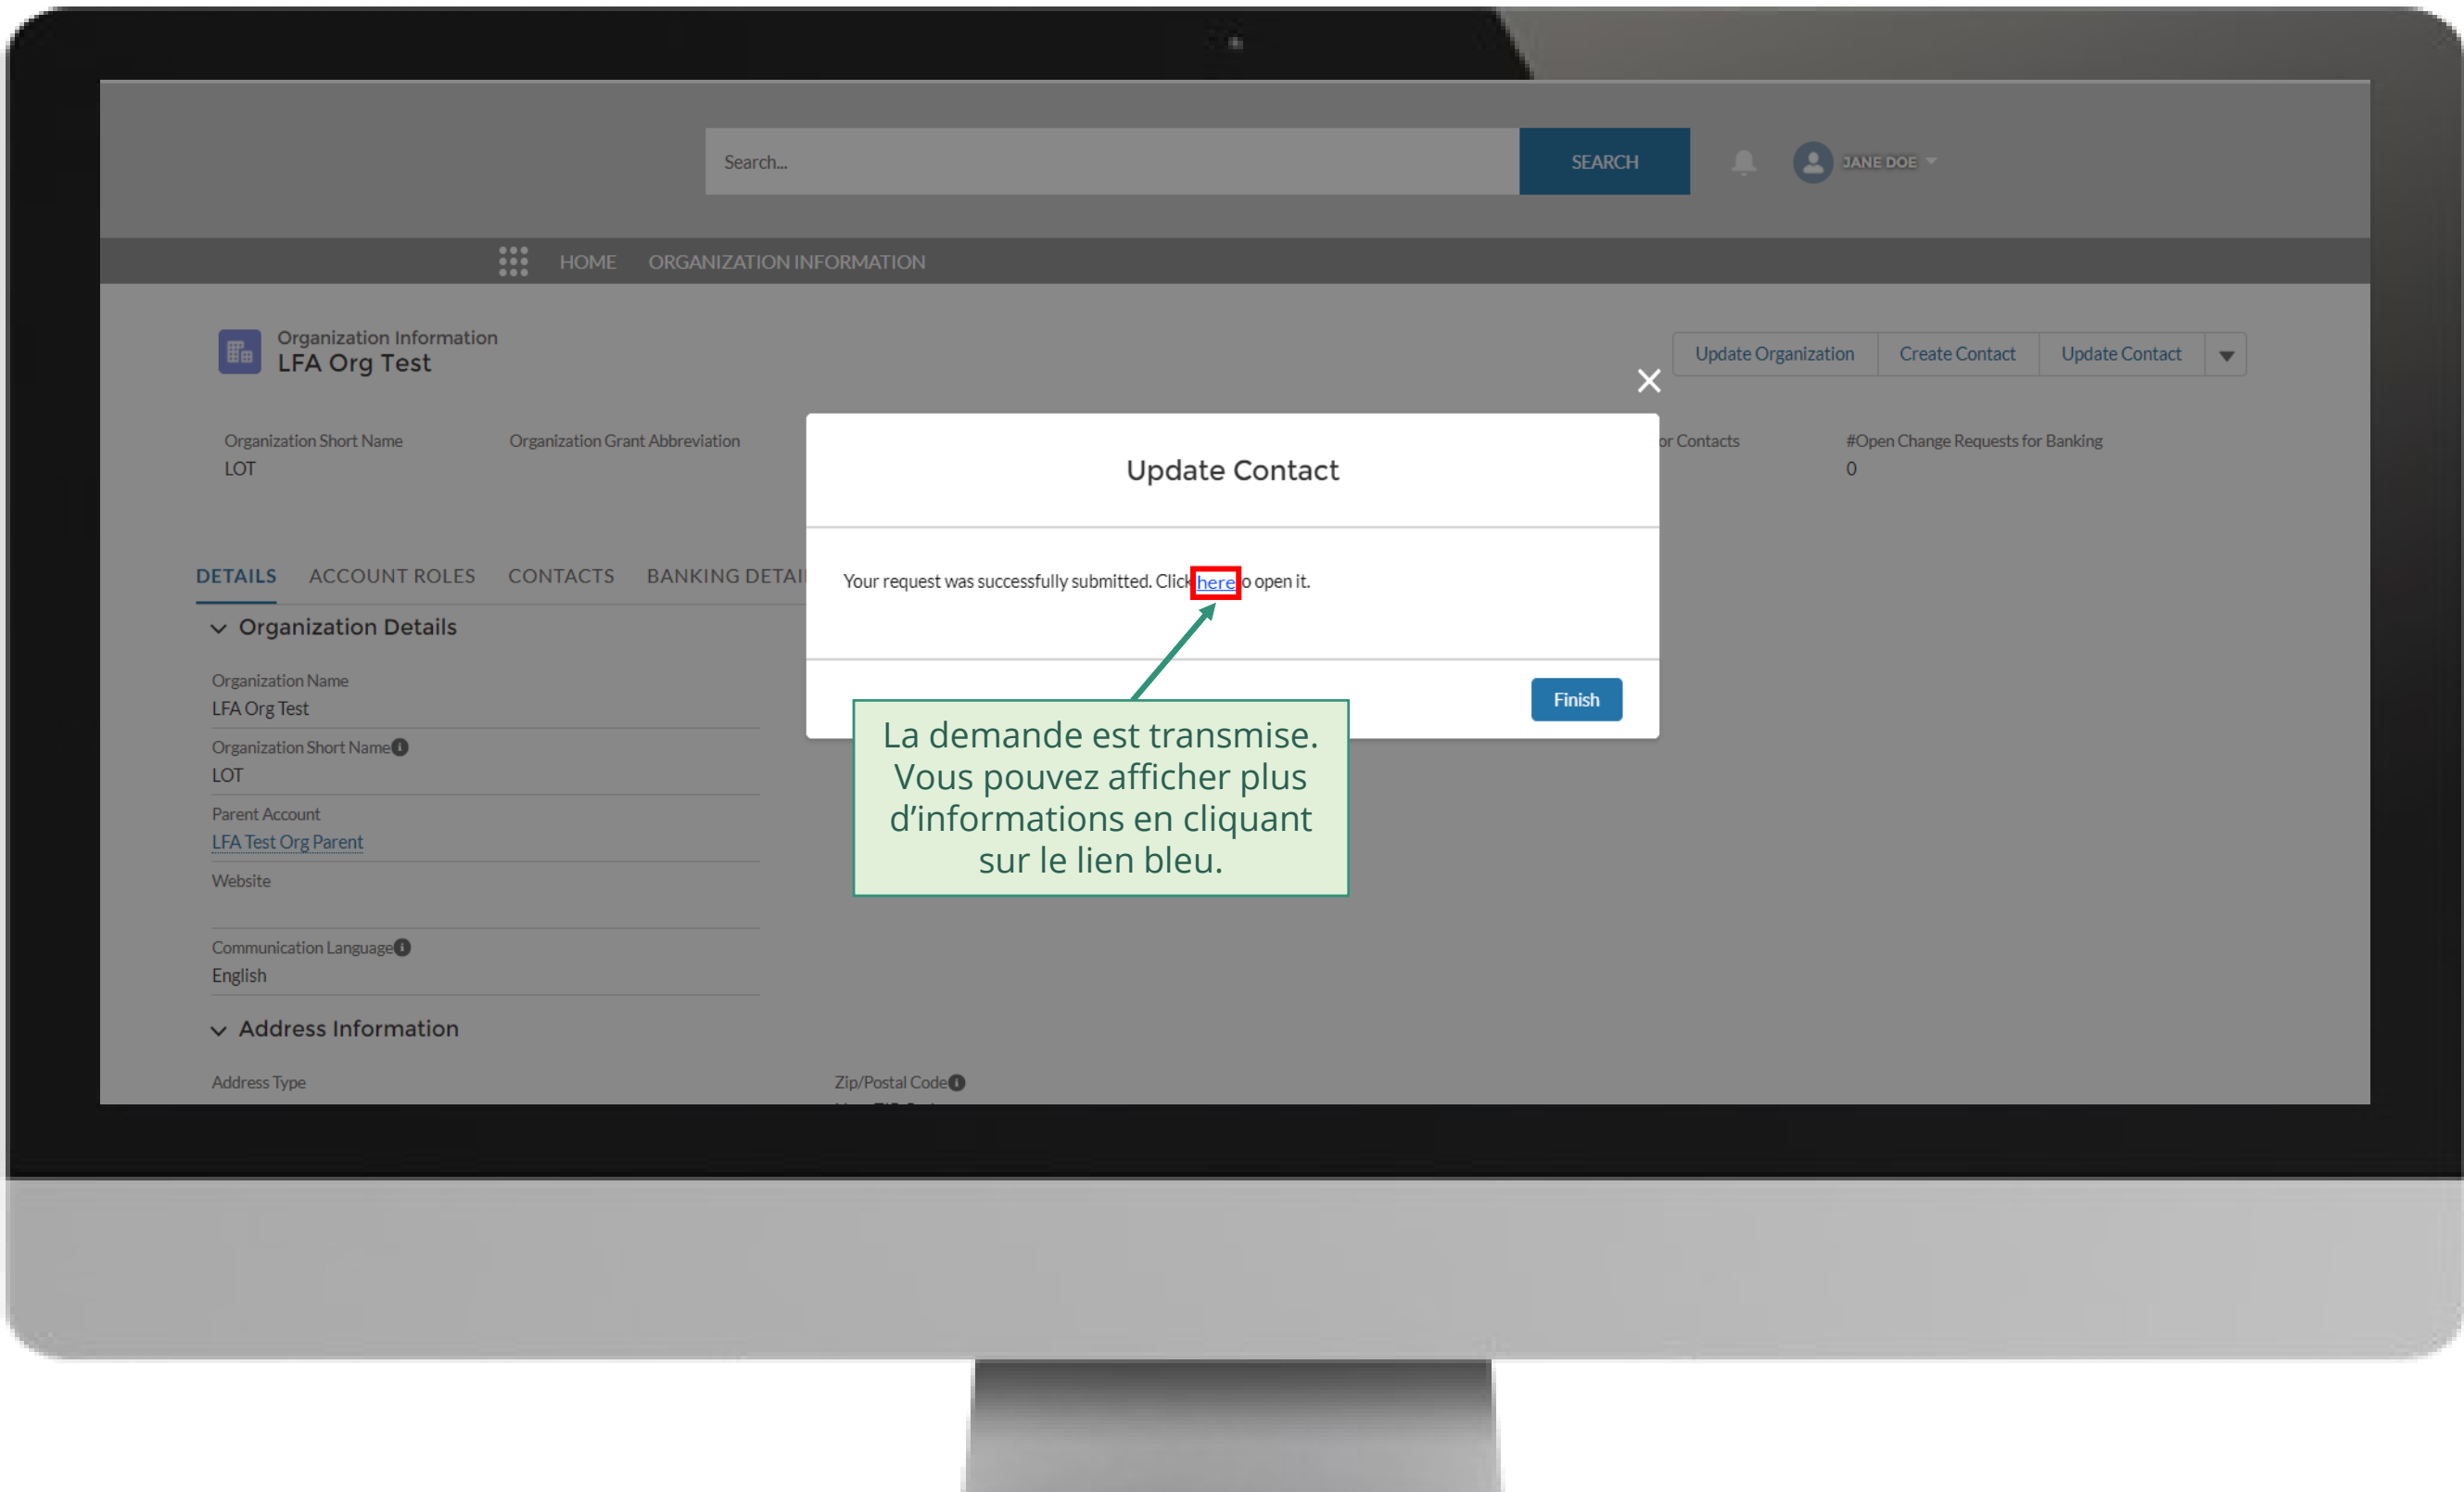 Search...
SEARCH
JANE DOE
HOME ORGANIZATION INFORMATION
Organization Information
LFA Org Test
Update Organization Create Contact Update Contact
Organization Short Name Organization Grant Abbreviation or Contacts #Open Change Requests for Banking
LOT 0
Update Contact
Your request was successfully submitted. Click here o open it.
Finish
DETAILS ACCOUNT ROLES CONTACTS BANKING DETAI
Organization Details
Organization Name
LFA Org Test
Organization Short Name
LOT
Parent Account
LFA Test Org Parent
Website
Communication Language
English
La demande est transmise.
Vous pouvez afficher plus
d’informations en cliquant
sur le lien bleu.
Address Information
Address Type Zip/Postal Code